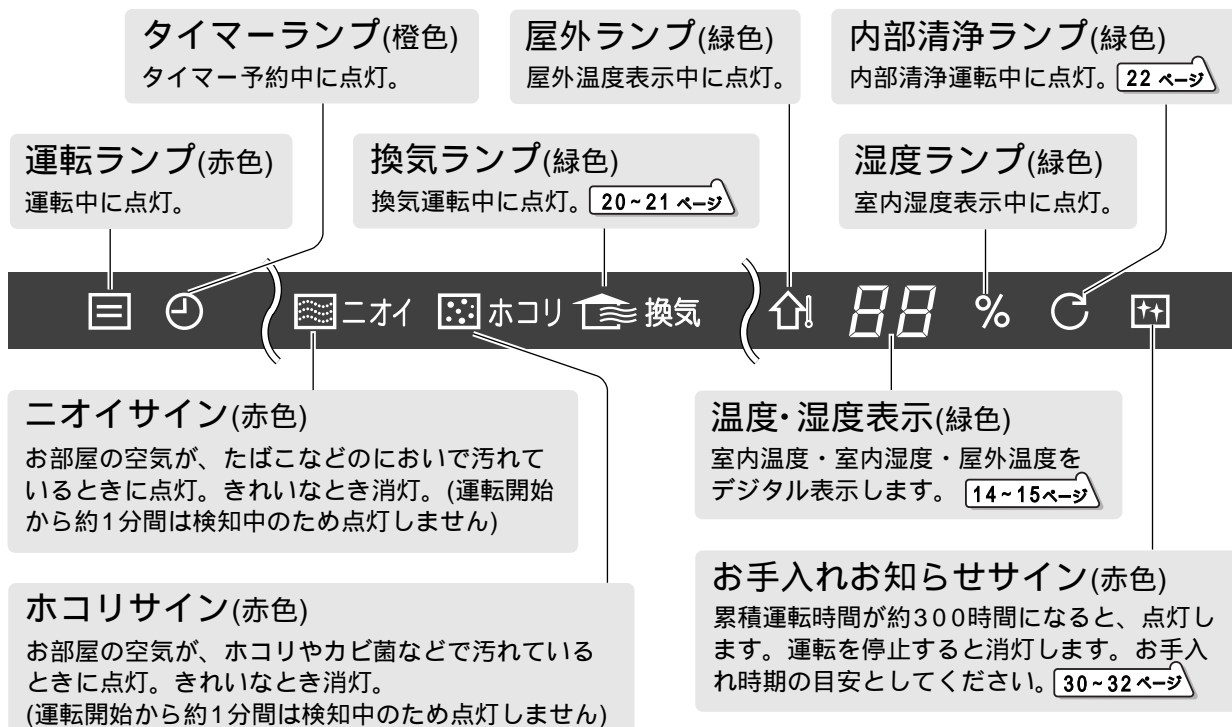 タイマーランプ(橙色)
タイマー予約中に点灯。
屋外ランプ(緑色)
屋外温度表示中に点灯。
内部清浄ランプ(緑色)
内部清浄運転中に点灯。 22 ページ
運転ランプ(赤色)
運転中に点灯。
換気ランプ(緑色)
換気運転中に点灯。 20~21 ページ
湿度ランプ(緑色)
室内湿度表示中に点灯。
ニオイ ホコリ 換気 88 %
ニオイサイン(赤色)
お部屋の空気が、たばこなどのにおいで汚れて
いるときに点灯。きれいなとき消灯。(運転開始
から約1分間は検知中のため点灯しません)
ホコリサイン(赤色)
お部屋の空気が、ホコリやカビ菌などで汚れている
ときに点灯。きれいなとき消灯。
(運転開始から約1分間は検知中のため点灯しません)
温度・湿度表示(緑色)
室内温度・室内湿度・屋外温度を
デジタル表示します。 14~15ページ
お手入れお知らせサイン(赤色)
累積運転時間が約300時間になると、点灯し
ます。運転を停止すると消灯します。お手入
れ時期の目安としてください。 30~32 ページ